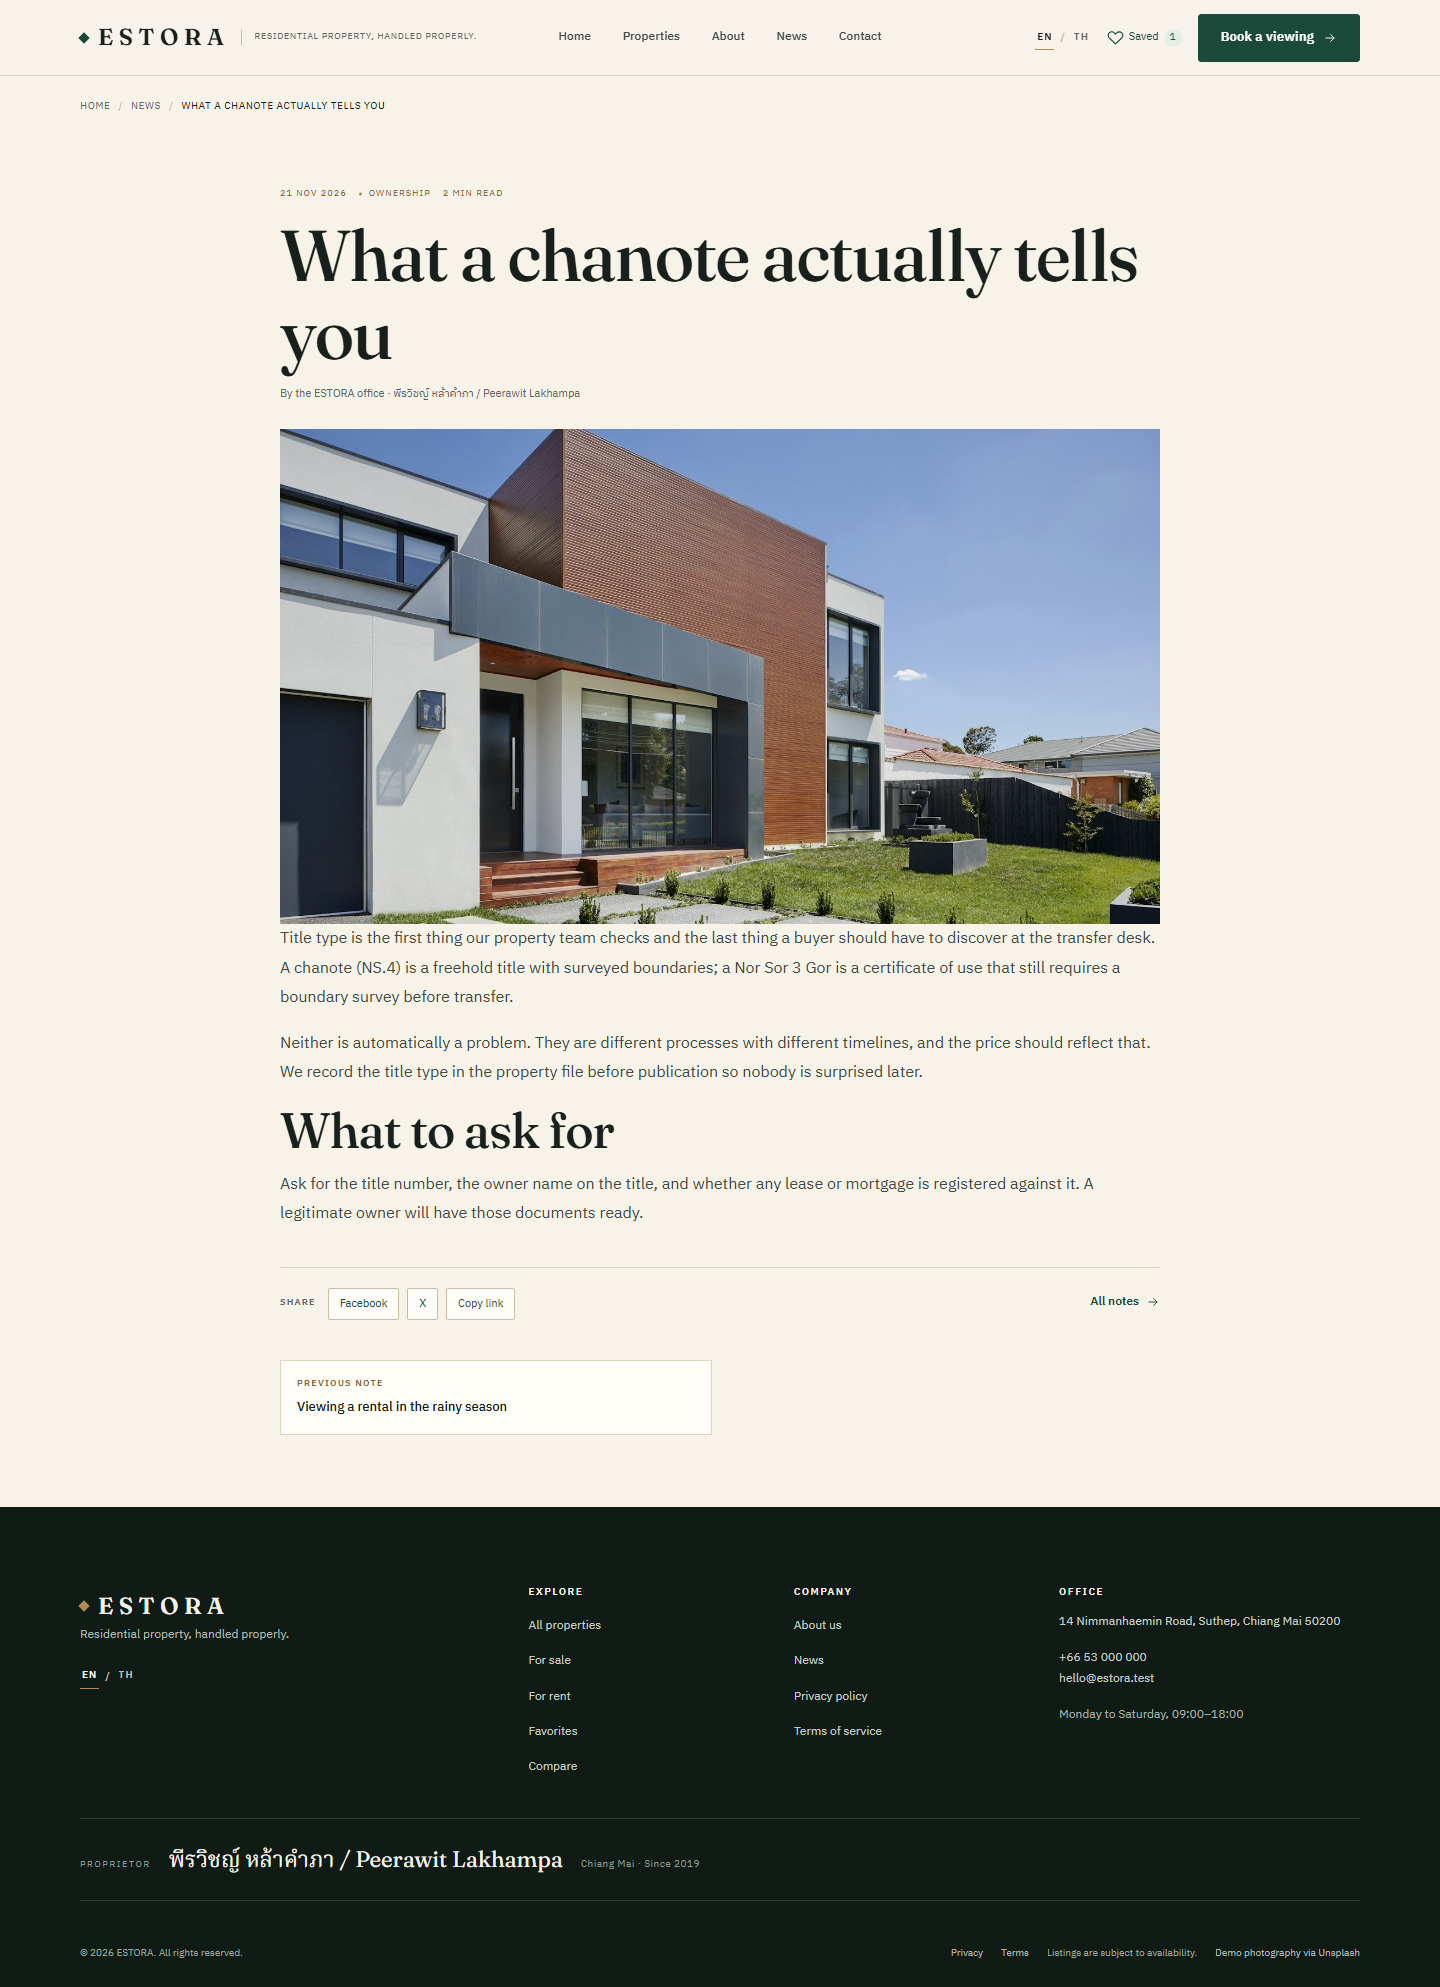 ESTORA
RESIDENTIAL PROPERTY, HANDLED PROPERLY.
Home
Properties
About
News
Contact
EN / TH
Saved 1
Book a viewing →
HOME / NEWS / WHAT A CHANOTE ACTUALLY TELLS YOU
21 NOV 2026 • OWNERSHIP 2 MIN READ
What a chanote actually tells
you
By the ESTORA office · พีรวิชญ์ หล้าคำภา / Peerawit Lakhampa
Title type is the first thing our property team checks and the last thing a buyer should have to discover at the transfer desk.
A chanote (NS.4) is a freehold title with surveyed boundaries; a Nor Sor 3 Gor is a certificate of use that still requires a
boundary survey before transfer.
Neither is automatically a problem. They are different processes with different timelines, and the price should reflect that.
We record the title type in the property file before publication so nobody is surprised later.
What to ask for
Ask for the title number, the owner name on the title, and whether any lease or mortgage is registered against it. A
legitimate owner will have those documents ready.
SHARE
Facebook
X
Copy link
All notes →
PREVIOUS NOTE
Viewing a rental in the rainy season
ESTORA
Residential property, handled properly.
EN / TH
EXPLORE
All properties
For sale
For rent
Favorites
Compare
COMPANY
About us
News
Privacy policy
Terms of service
OFFICE
14 Nimmanhaemin Road, Suthep, Chiang Mai 50200
+66 53 000 000
hello@estora.test
Monday to Saturday, 09:00–18:00
PROPRIETOR พีรวิชญ์ หล้าคำภา / Peerawit Lakhampa Chiang Mai · Since 2019
© 2026 ESTORA. All rights reserved.
Privacy
Terms
Listings are subject to availability.
Demo photography via Unsplash